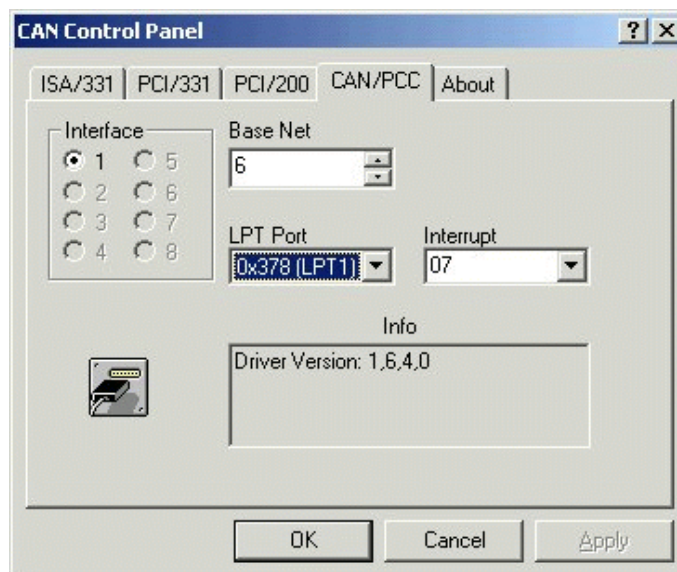 CAN Control Panel
ISA/331 PCI/331 PCI/200 CAN/PCC About
Interface
1 5
2 6
3 7
4 8
Base Net
6
LPT Port
0x378 (LPT1)
Interrupt
07
Info
Driver Version: 1,6,4,0
OK Cancel Apply